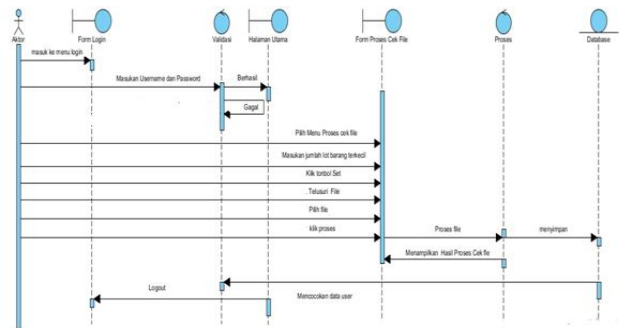 Aktor
Form Login
Validasi
Halaman Utama
Form Proses Cek File
Proses
Database
masuk ke menu login
Masukan Username dan Password
Berhasil
Gagal
Pilih Menu Proses cek file
Masukan jumlah lot barang terkecil
Klik tonbol Set
Telusuri File
Pilih file
klik proses
Proses file
menyimpan
Menampilkan Hasil Proses Cek file
Logout
Mencocokan data user